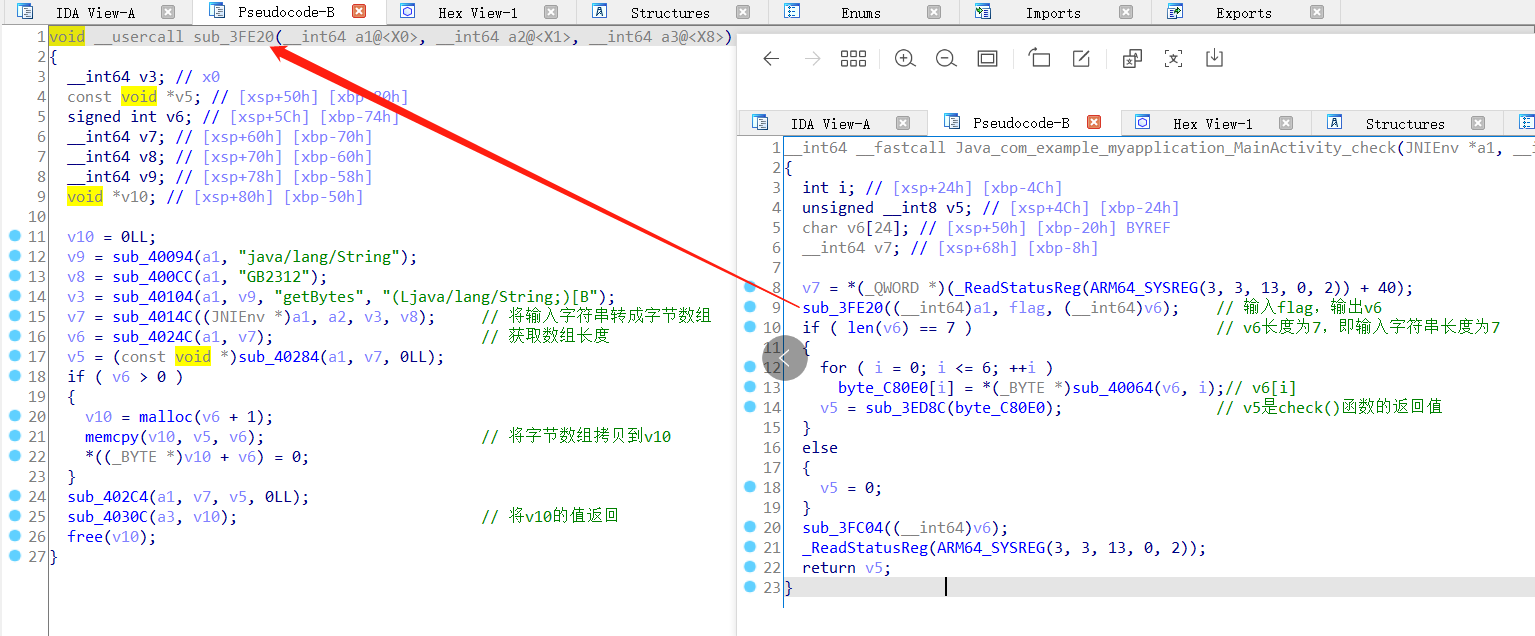 IDA View-A Pseudocode-B Hex View-1 Structures Enums Imports Exports
1 void __usercall sub_3FE20(__int64 a1@<X0>, __int64 a2@<X1>, __int64 a3@<X8>)
2 {
3 __int64 v3; // x0
4 const void *v5; // [xsp+50h] [xbp-80h]
5 signed int v6; // [xsp+5Ch] [xbp-74h]
6 __int64 v7; // [xsp+60h] [xbp-70h]
7 __int64 v8; // [xsp+70h] [xbp-60h]
8 __int64 v9; // [xsp+78h] [xbp-58h]
9 void *v10; // [xsp+80h] [xbp-50h]
10
11 v10 = 0LL;
12 v9 = sub_40094(a1, "java/lang/String");
13 v8 = sub_400CC(a1, "GB2312");
14 v3 = sub_40104(a1, v9, "getBytes", "(Ljava/lang/String;)[B");
15 v7 = sub_4014C((JNIEnv *)a1, a2, v3, v8); // 将输入字符串转成字节数组
16 v6 = sub_4024C(a1, v7); // 获取数组长度
17 v5 = (const void *)sub_40284(a1, v7, 0LL);
18 if ( v6 > 0 )
19 {
20 v10 = malloc(v6 + 1);
21 memcpy(v10, v5, v6); // 将字节数组拷贝到v10
22 *((_BYTE *)v10 + v6) = 0;
23 }
24 sub_402C4(a1, v7, v5, 0LL);
25 sub_4030C(a3, v10); // 将v10的值返回
26 free(v10);
27 }
IDA View-A Pseudocode-B Hex View-1 Structures
1 __int64 __fastcall Java_com_example_myapplication_MainActivity_check(JNIEnv *a1,
2 {
3 int i; // [xsp+24h] [xbp-4Ch]
4 unsigned __int8 v5; // [xsp+4Ch] [xbp-24h]
5 char v6[24]; // [xsp+50h] [xbp-20h] BYREF
6 __int64 v7; // [xsp+68h] [xbp-8h]
7
8 v7 = *(_QWORD *)(_ReadStatusReg(ARM64_SYSREG(3, 3, 13, 0, 2)) + 40);
9 sub_3FE20((__int64)a1, flag, (__int64)v6); // 输入flag，输出v6
10 if ( len(v6) == 7 ) // v6长度为7，即输入字符串长度为7
11 {
12 for ( i = 0; i <= 6; ++i )
13 byte_C80E0[i] = *(_BYTE *)sub_40064(v6, i);// v6[i]
14 v5 = sub_3ED8C(byte_C80E0); // v5是check()函数的返回值
15 }
16 else
17 {
18 v5 = 0;
19 }
20 sub_3FC04((__int64)v6);
21 _ReadStatusReg(ARM64_SYSREG(3, 3, 13, 0, 2));
22 return v5;
23 }